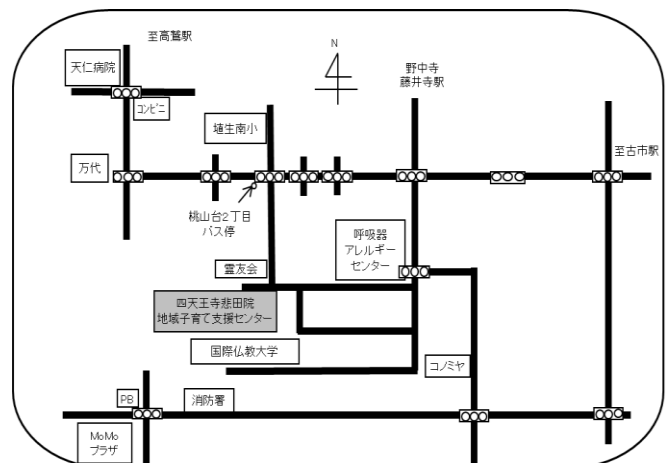 至高鷲駅
天仁病院
コンビニ
N
野中寺
藤井寺駅
埴生南小
万代
至古市駅
桃山台2丁目
バス停
呼吸器
アレルギー
センター
霊友会
四天王寺悲田院
地域子育て支援センター
国際仏教大学
コノミヤ
PB
消防署
MoMo
プラザ